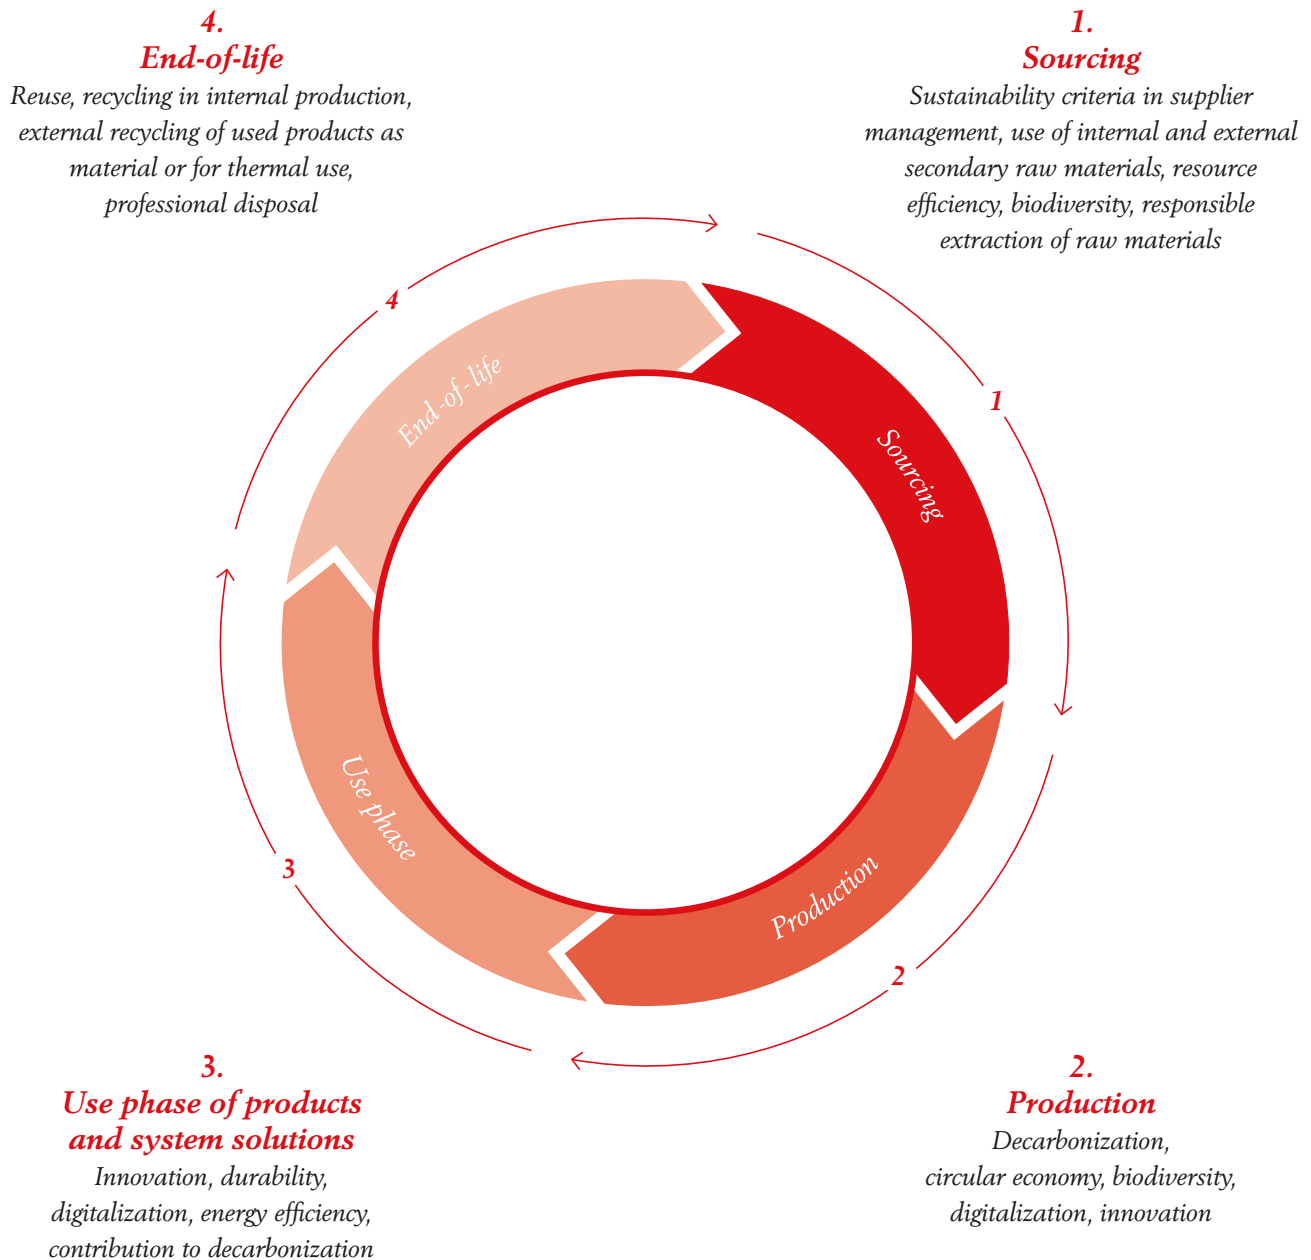 4.
End-of-life
Reuse, recycling in internal production,
external recycling of used products as
material or for thermal use,
professional disposal
1.
Sourcing
Sustainability criteria in supplier
management, use of internal and external
secondary raw materials, resource
efficiency, biodiversity, responsible
extraction of raw materials
4
End-of-life
1
Sourcing
Use phase
3
Production
2
3.
Use phase of products
and system solutions
Innovation, durability,
digitalization, energy efficiency,
contribution to decarbonization
2.
Production
Decarbonization,
circular economy, biodiversity,
digitalization, innovation